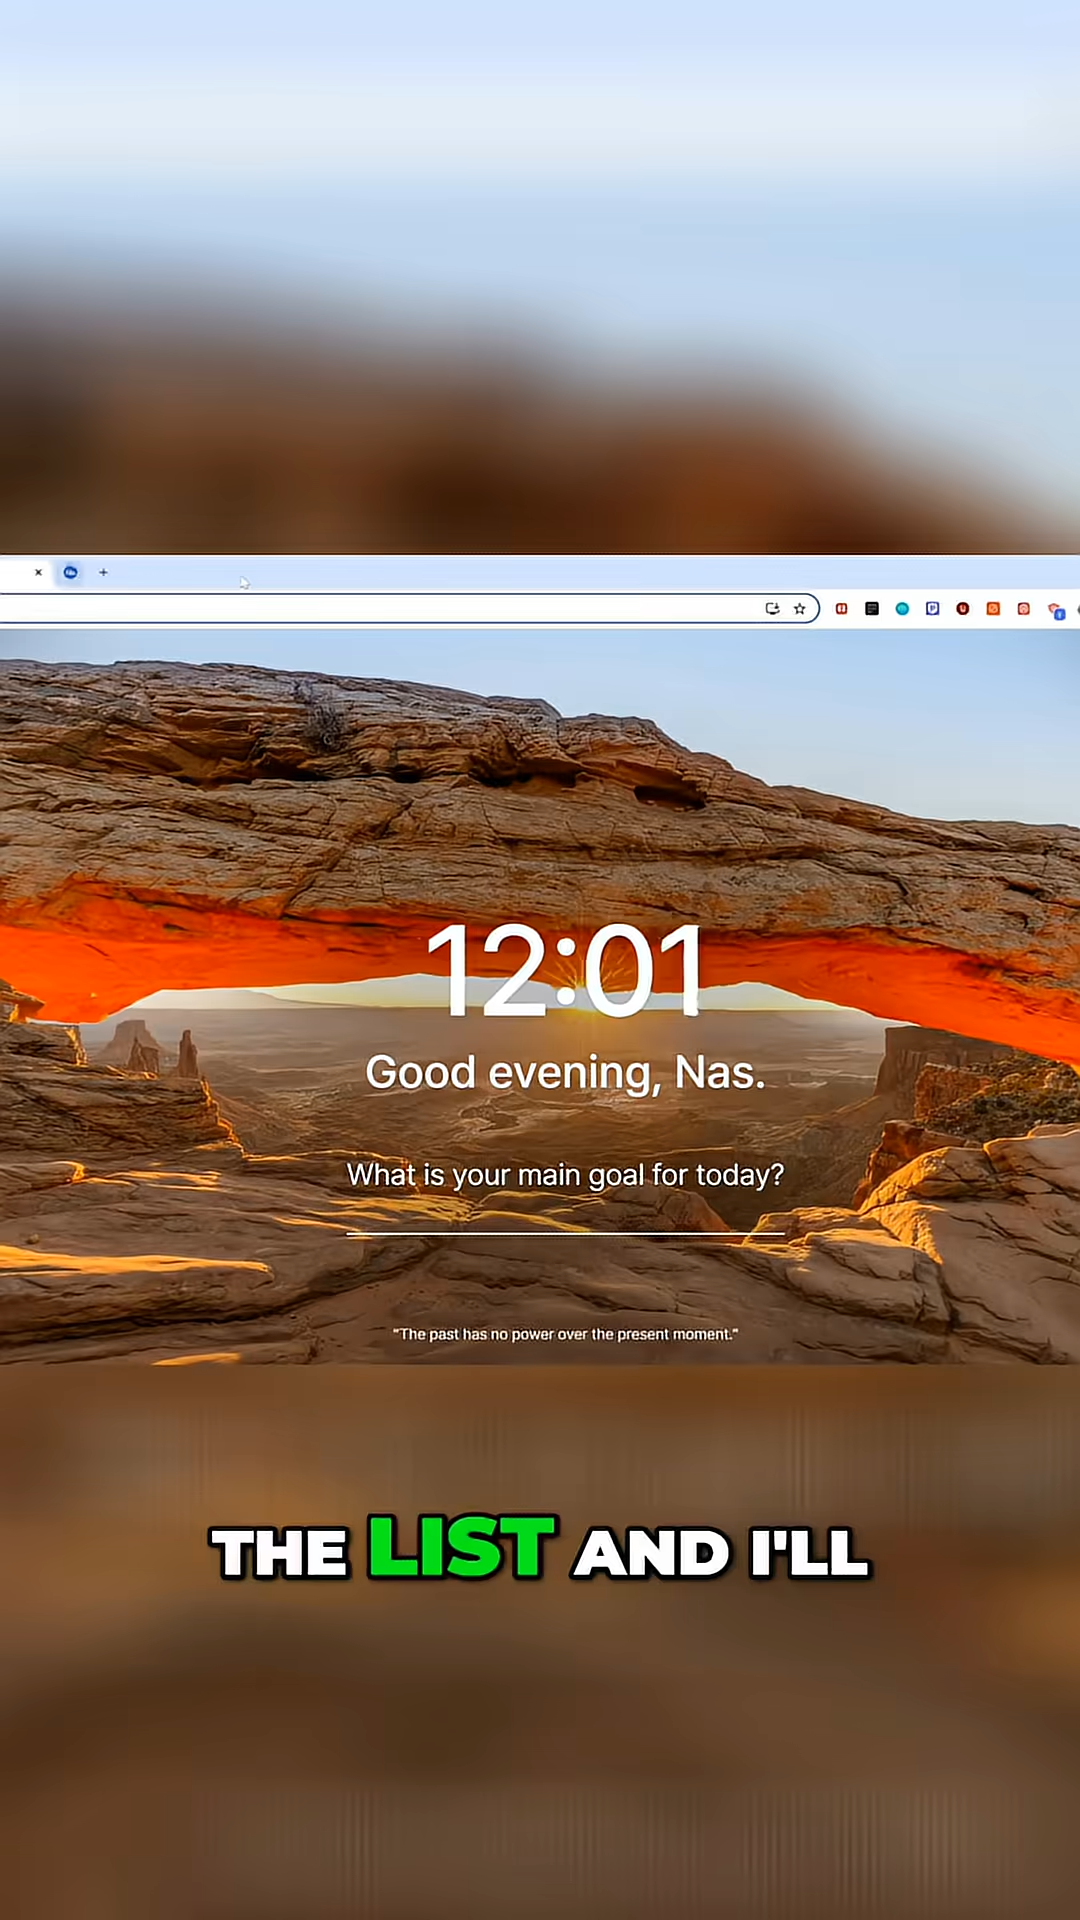 12:01
Good evening, Nas.
What is your main goal for today?
"The past has no power over the present moment."
THE LIST AND I'LL